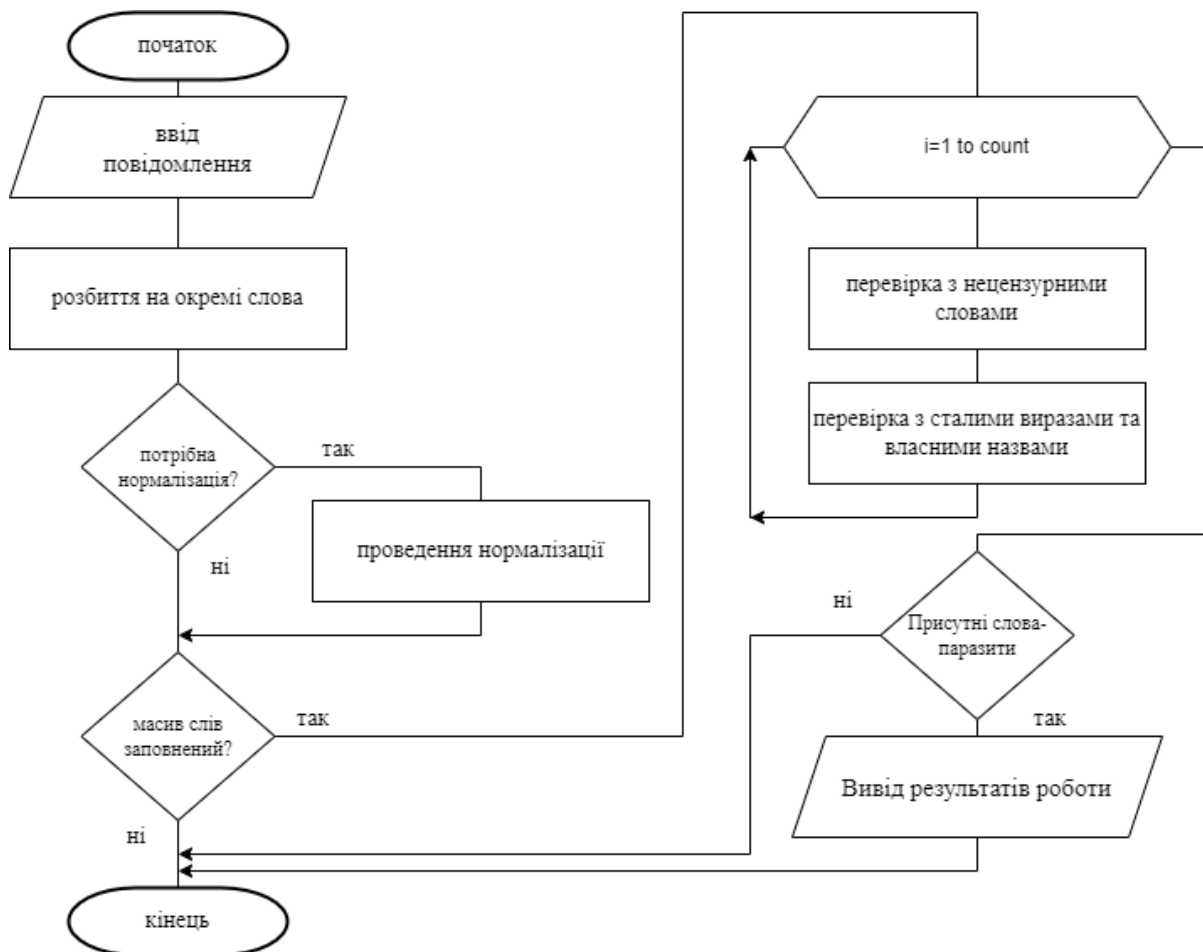 початок
ввід
повідомлення
розбиття на окремі слова
потрібна
нормалізація?
так
проведення нормалізації
ні
масив слів
заповнений?
так
ні
кінець
i=1 to count
перевірка з нецензурними
словами
перевірка з сталими виразами та
власними назвами
Присутні слова-
паразити
ні
так
Вивід результатів роботи